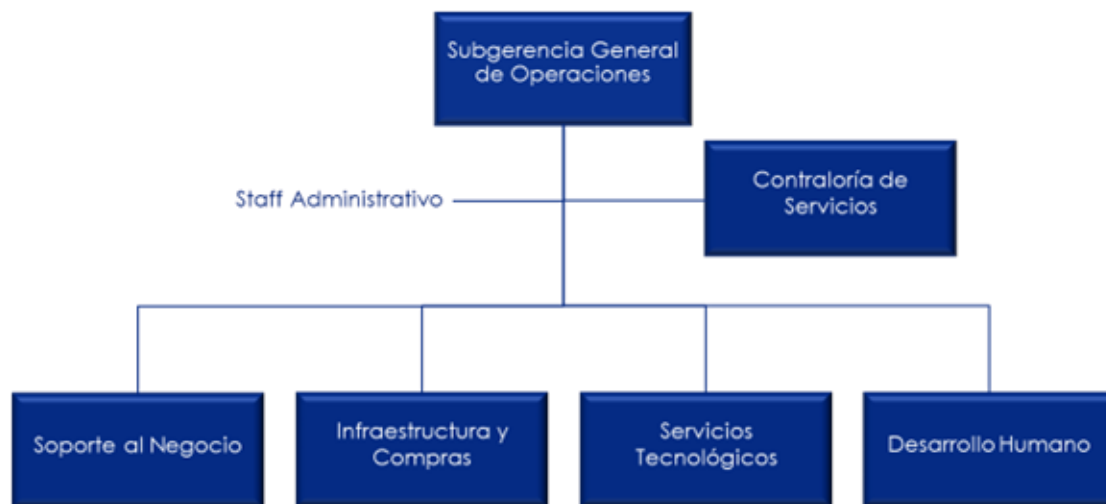 Subgerencia General
de Operaciones
Staff Administrativo
Contraloría de
Servicios
Soporte al Negocio
Infraestructura y
Compras
Servicios
Tecnológicos
Desarrollo Humano